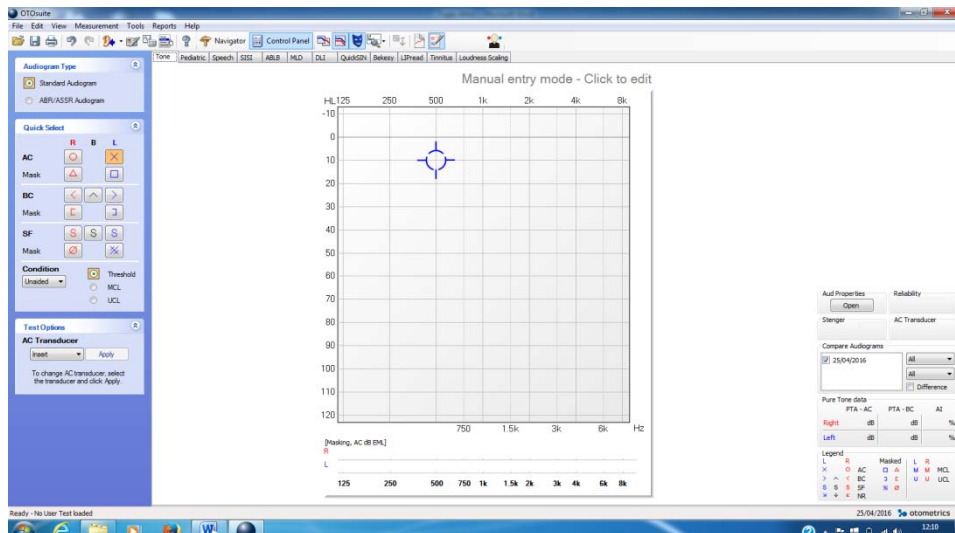 OTOsuite
File Edit View Measurement Tools Reports Help
Navigator Control Panel
Tone Pediatric Speech SISI ABLB MLD DLI QuickSIN Bekesy LIPread Tinnitus Loudness Scaling
Audiogram Type
Standard Audiogram
ABR/ASSR Audiogram
Quick Select
R B L
AC
Mask
BC
Mask
SF S S S
Mask
Condition
Unaided
Threshold
MCL
UCL
Test Options
AC Transducer
Insert Apply
To change AC transducer, select
the transducer and click Apply.
Manual entry mode - Click to edit
HL 125 250 500 1k 2k 4k 8k
-10
0
10
20
30
40
50
60
70
80
90
100
110
120
750 1.5k 3k 6k Hz
[Masking, AC dB EML]
R
L
125 250 500 750 1k 1.5k 2k 3k 4k 6k 8k
Aud Properties Reliability
Open
Stenger AC Transducer
Compare Audiograms
25/04/2016 All
All
Difference
Pure Tone data
PTA - AC PTA - BC AI
Right dB dB %
Left dB dB %
Legend
L R Masked L R
AC M M MCL
BC U U UCL
S S S SF
NR
Ready - No User Test loaded
25/04/2016 otometrics
12:10